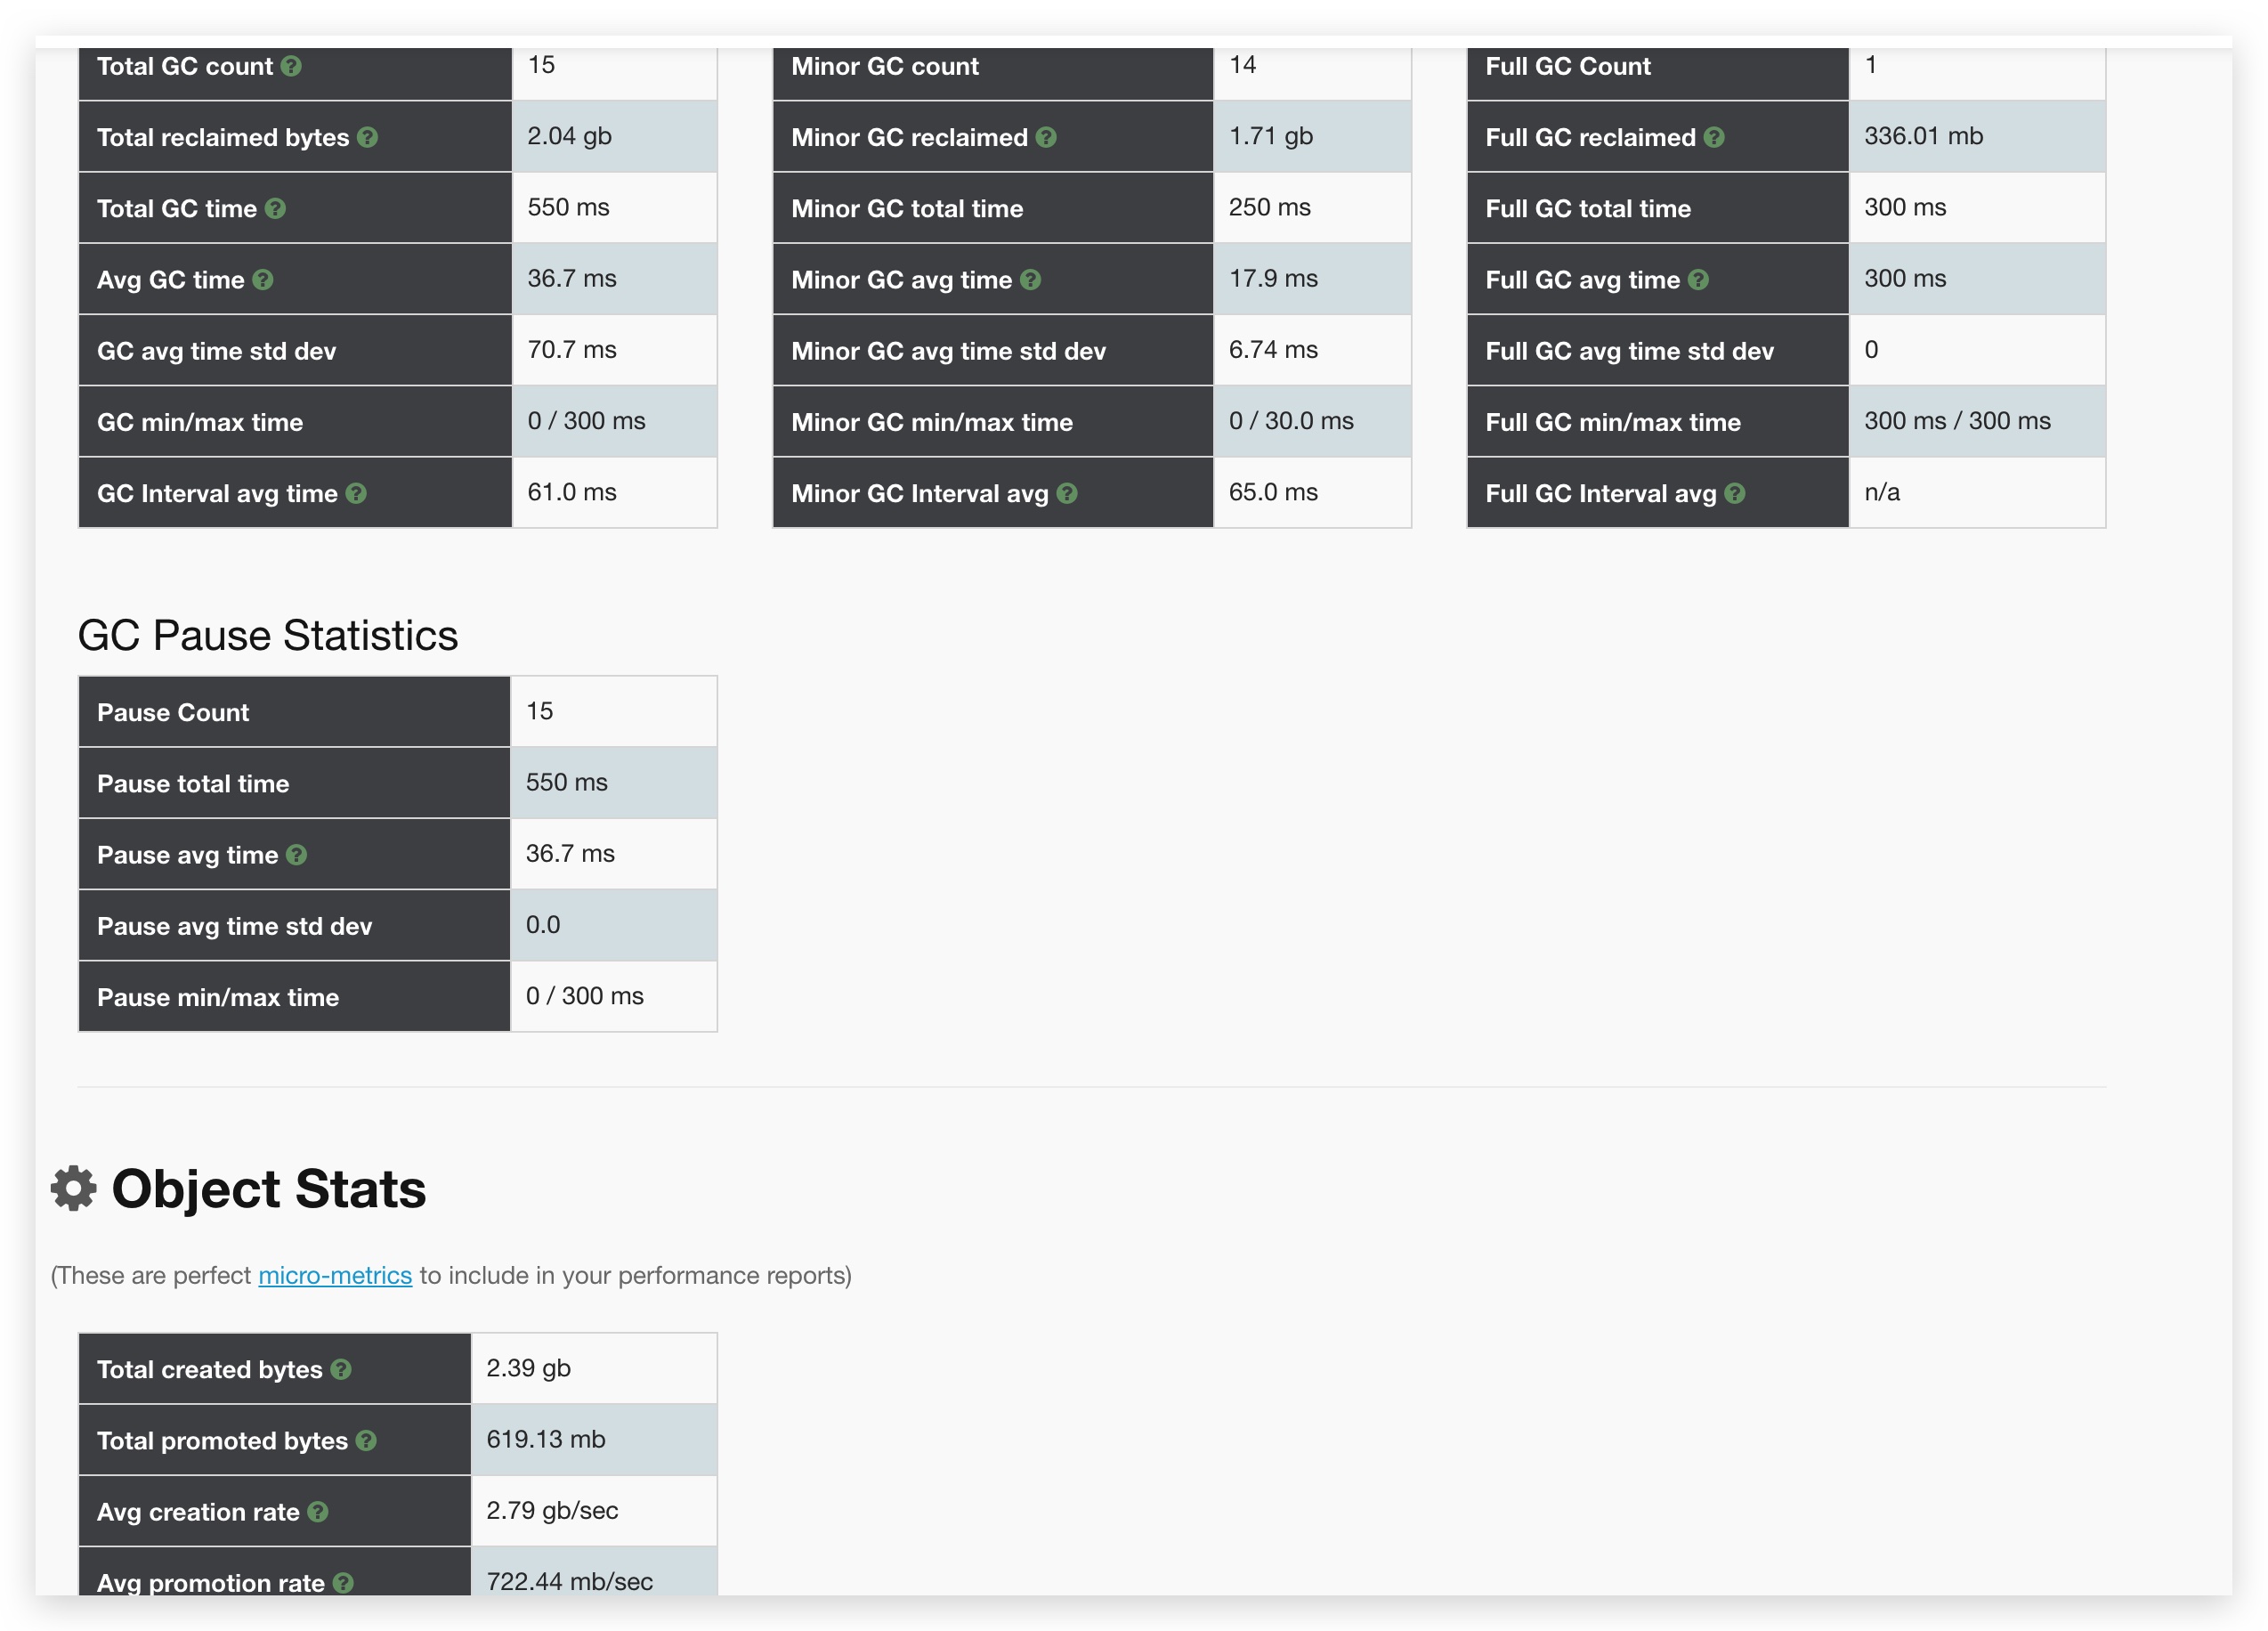 Total GC count ? 15 Minor GC count 14 Full GC Count 1
Total reclaimed bytes ? 2.04 gb Minor GC reclaimed ? 1.71 gb Full GC reclaimed ? 336.01 mb
Total GC time ? 550 ms Minor GC total time 250 ms Full GC total time 300 ms
Avg GC time ? 36.7 ms Minor GC avg time ? 17.9 ms Full GC avg time ? 300 ms
GC avg time std dev 70.7 ms Minor GC avg time std dev 6.74 ms Full GC avg time std dev 0
GC min/max time 0 / 300 ms Minor GC min/max time 0 / 30.0 ms Full GC min/max time 300 ms / 300 ms
GC Interval avg time ? 61.0 ms Minor GC Interval avg ? 65.0 ms Full GC Interval avg ? n/a
GC Pause Statistics
Pause Count 15
Pause total time 550 ms
Pause avg time ? 36.7 ms
Pause avg time std dev 0.0
Pause min/max time 0 / 300 ms
Object Stats
(These are perfect micro-metrics to include in your performance reports)
Total created bytes ? 2.39 gb
Total promoted bytes ? 619.13 mb
Avg creation rate ? 2.79 gb/sec
Avg promotion rate ? 722.44 mb/sec